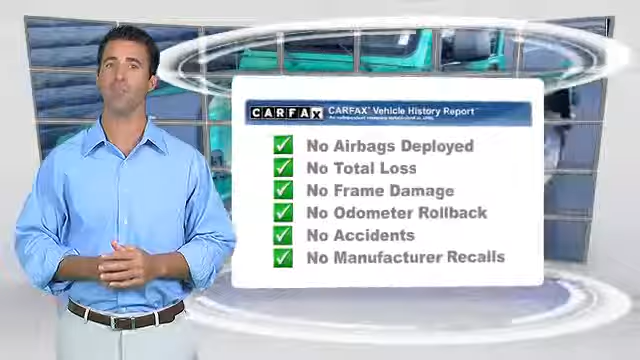 CARFAX CARFAX Vehicle History Report™
No Airbags Deployed
No Total Loss
No Frame Damage
No Odometer Rollback
No Accidents
No Manufacturer Recalls